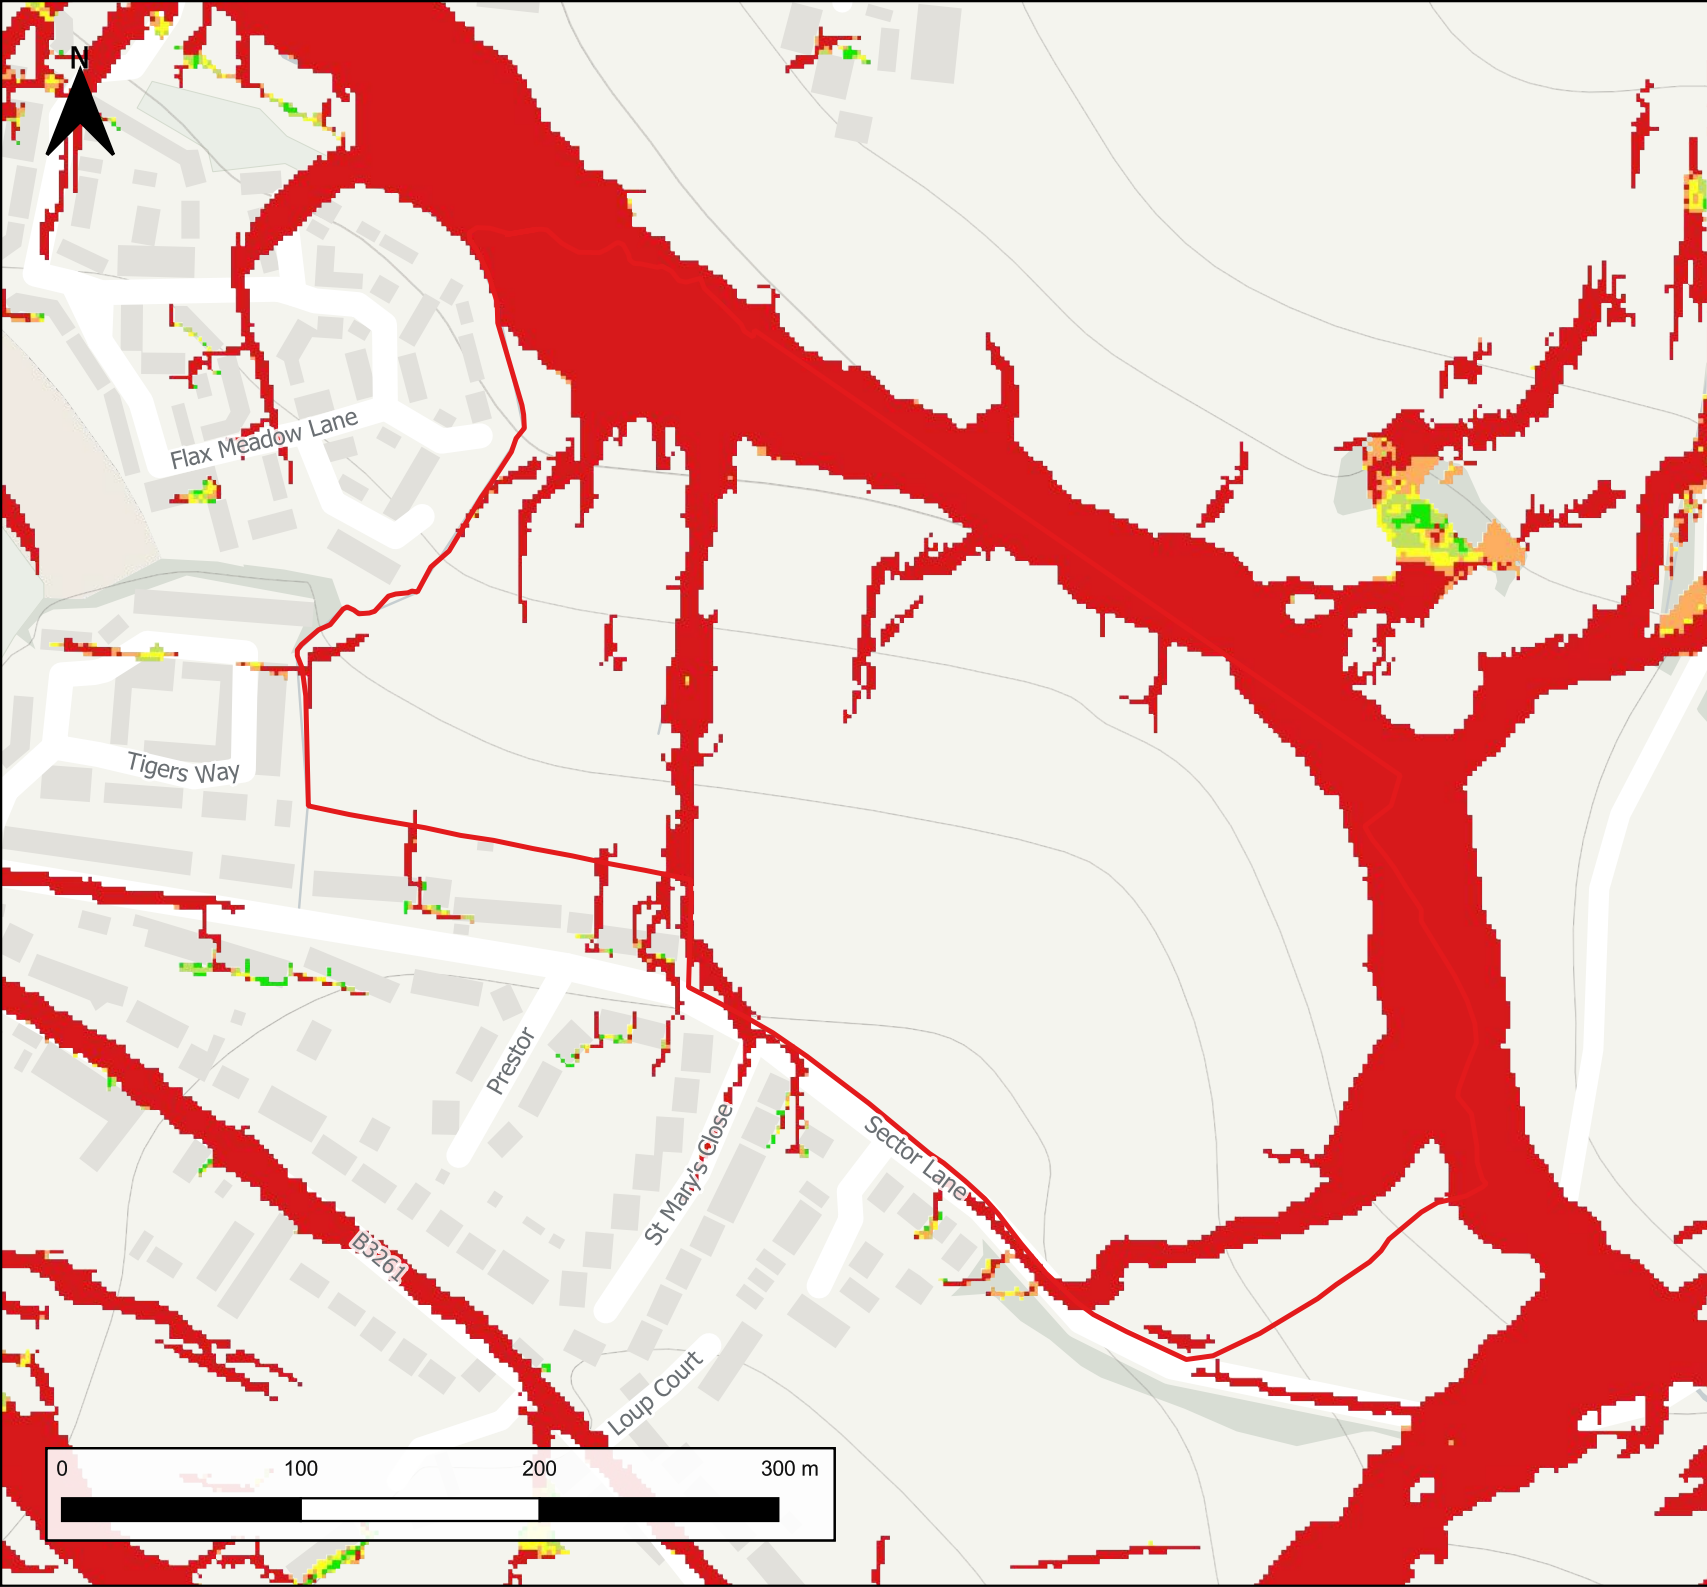 N
Flax Meadow Lane
Tigers Way
Prestor
St Mary's Close
Sector Lane
B3261
Loup Court
0 100 200 300 m